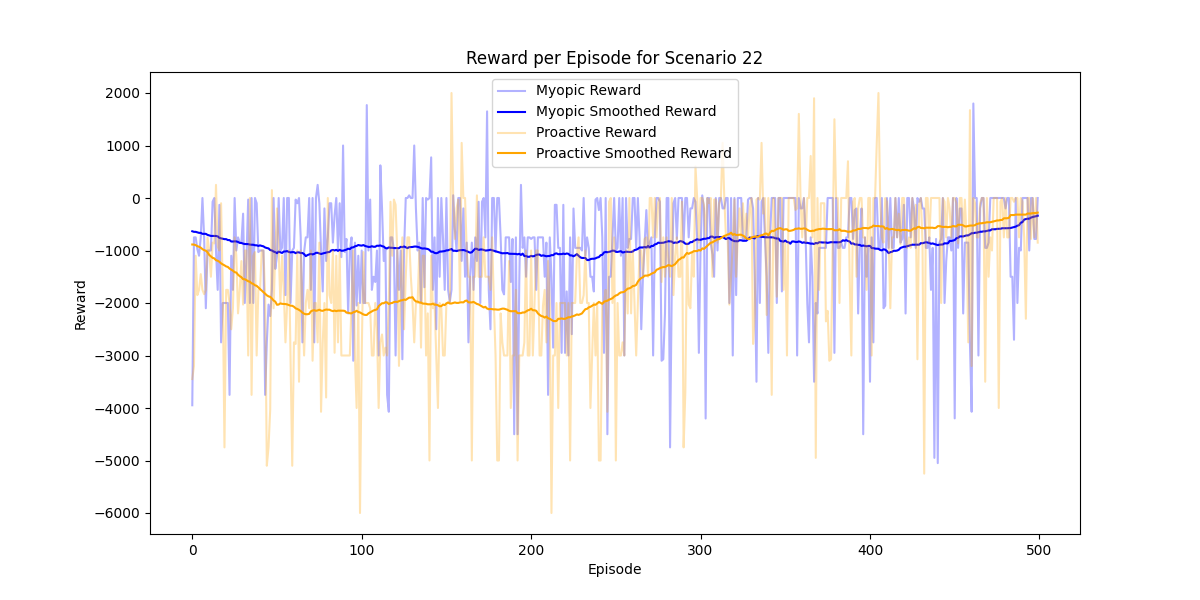 Reward per Episode for Scenario 22
Myopic Reward
Myopic Smoothed Reward
Proactive Reward
Proactive Smoothed Reward
2000
1000
0
−1000
−2000
−3000
−4000
−5000
−6000
Reward
0 100 200 300 400 500
Episode